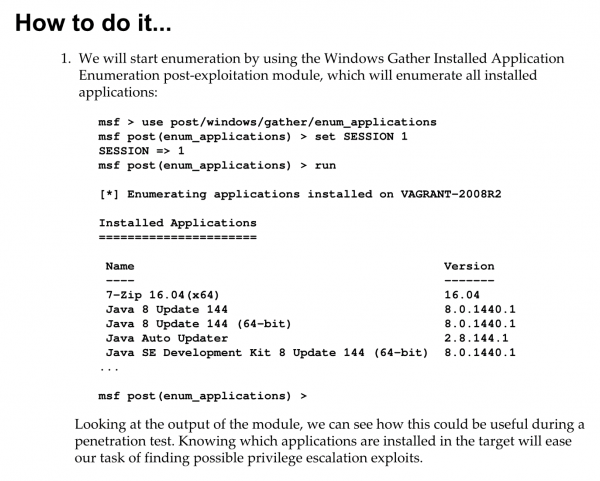 How to do it...
1. We will start enumeration by using the Windows Gather Installed Application
Enumeration post-exploitation module, which will enumerate all installed
applications:
msf > use post/windows/gather/enum_applications
msf post(enum_applications) > set SESSION 1
SESSION => 1
msf post(enum_applications) > run
[*] Enumerating applications installed on VAGRANT-2008R2
Installed Applications
======================
Name Version
---- -------
7-Zip 16.04(x64) 16.04
Java 8 Update 144 8.0.1440.1
Java 8 Update 144 (64-bit) 8.0.1440.1
Java Auto Updater 2.8.144.1
Java SE Development Kit 8 Update 144 (64-bit) 8.0.1440.1
...
msf post(enum_applications) >
Looking at the output of the module, we can see how this could be useful during a
penetration test. Knowing which applications are installed in the target will ease
our task of finding possible privilege escalation exploits.